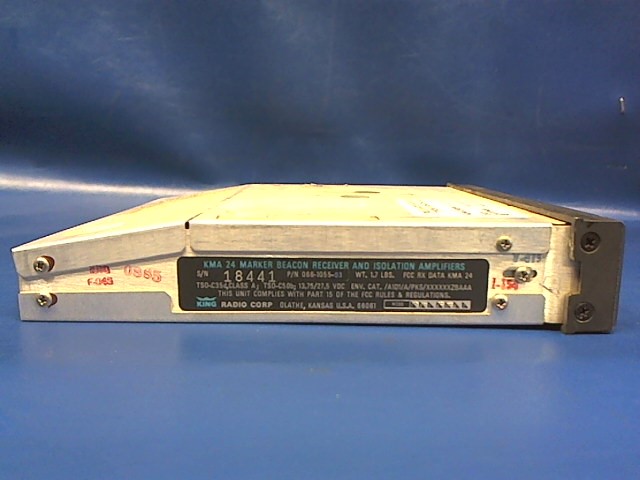 KMA 24 MARKER BEACON RECEIVER AND ISOLATION AMPLIFIERS
S/N 18441 P/N 066-1055-03 WT. 1.7 LBS. FCC RX DATA KMA 24
TSO-C35d, CLASS A; TSO-C50b; 13.75/27.5 VDC ENV. CAT. /A1D1/A/PKS/XXXXXXZBAAA
THIS UNIT COMPLIES WITH PART 15 OF THE FCC RULES & REGULATIONS.
KING RADIO CORP OLATHE, KANSAS U.S.A. 66061
F-063